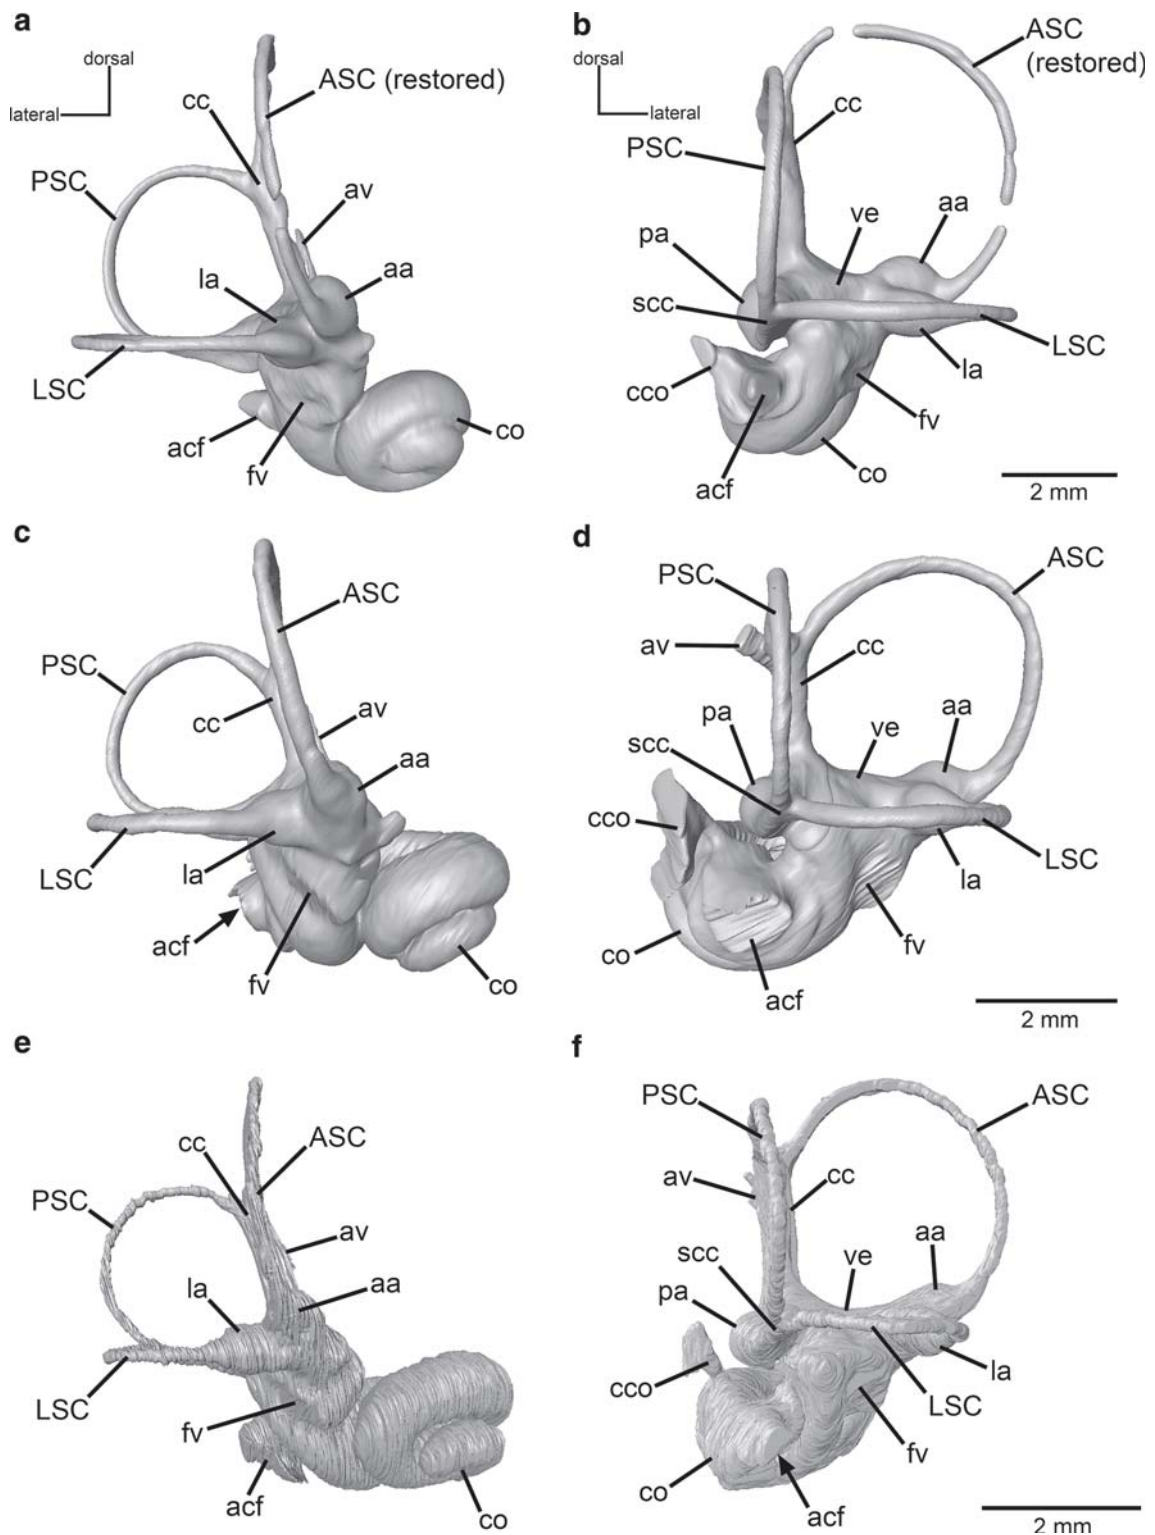 a
dorsal
lateral
ASC (restored)
cc
PSC
av
la
aa
LSC
acf
fv
co
b
dorsal
lateral
ASC
(restored)
cc
PSC
ve
aa
pa
scc
LSC
cco
la
fv
acf
co
2 mm
c
ASC
PSC
cc
av
aa
LSC
la
acf
fv
co
d
PSC
ASC
av
cc
pa
aa
scc
ve
cco
LSC
la
co
fv
acf
2 mm
e
cc
ASC
PSC
av
la
aa
LSC
fv
acf
co
f
PSC
ASC
av
cc
scc
ve
aa
pa
cco
la
LSC
fv
co
acf
2 mm